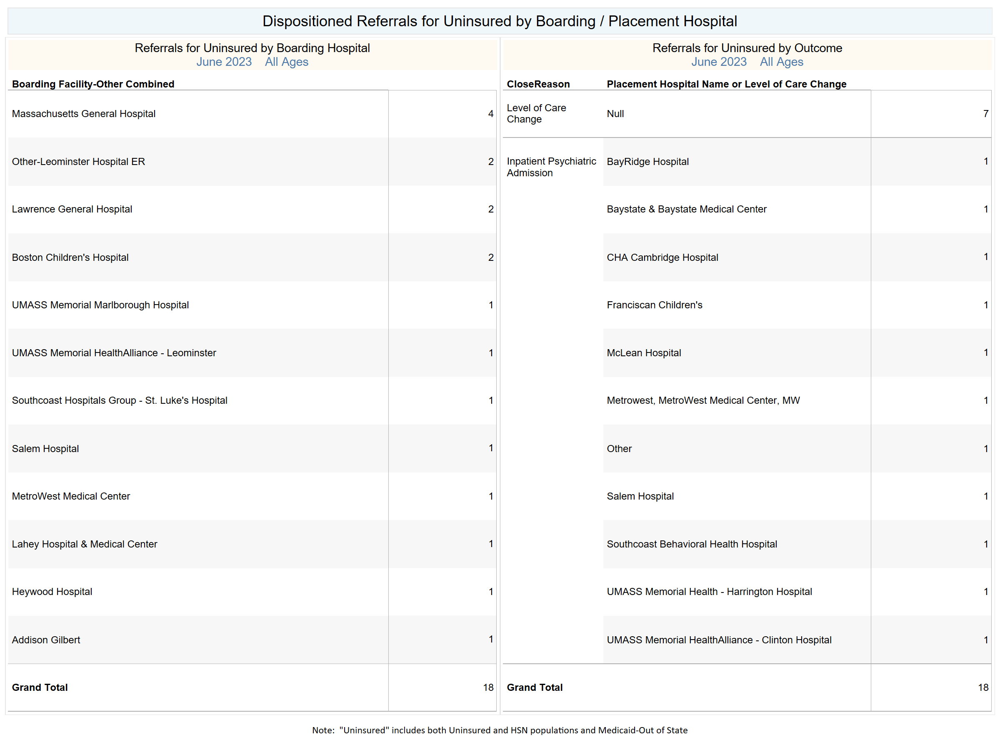 Dispositioned Referrals for Uninsured by Boarding / Placement Hospital
Referrals for Uninsured by Boarding Hospital
June 2023    All Ages
Boarding Facility-Other Combined
Massachusetts General Hospital 4
Other-Leominster Hospital ER 2
Lawrence General Hospital 2
Boston Children's Hospital 2
UMASS Memorial Marlborough Hospital 1
UMASS Memorial HealthAlliance - Leominster 1
Southcoast Hospitals Group - St. Luke's Hospital 1
Salem Hospital 1
MetroWest Medical Center 1
Lahey Hospital & Medical Center 1
Heywood Hospital 1
Addison Gilbert 1
Grand Total 18
Referrals for Uninsured by Outcome
June 2023    All Ages
CloseReason Placement Hospital Name or Level of Care Change
Level of Care
Change
Null 7
Inpatient Psychiatric
Admission
BayRidge Hospital 1
Baystate & Baystate Medical Center 1
CHA Cambridge Hospital 1
Franciscan Children's 1
McLean Hospital 1
Metrowest, MetroWest Medical Center, MW 1
Other 1
Salem Hospital 1
Southcoast Behavioral Health Hospital 1
UMASS Memorial Health - Harrington Hospital 1
UMASS Memorial HealthAlliance - Clinton Hospital 1
Grand Total 18
Note:  "Uninsured" includes both Uninsured and HSN populations and Medicaid-Out of State